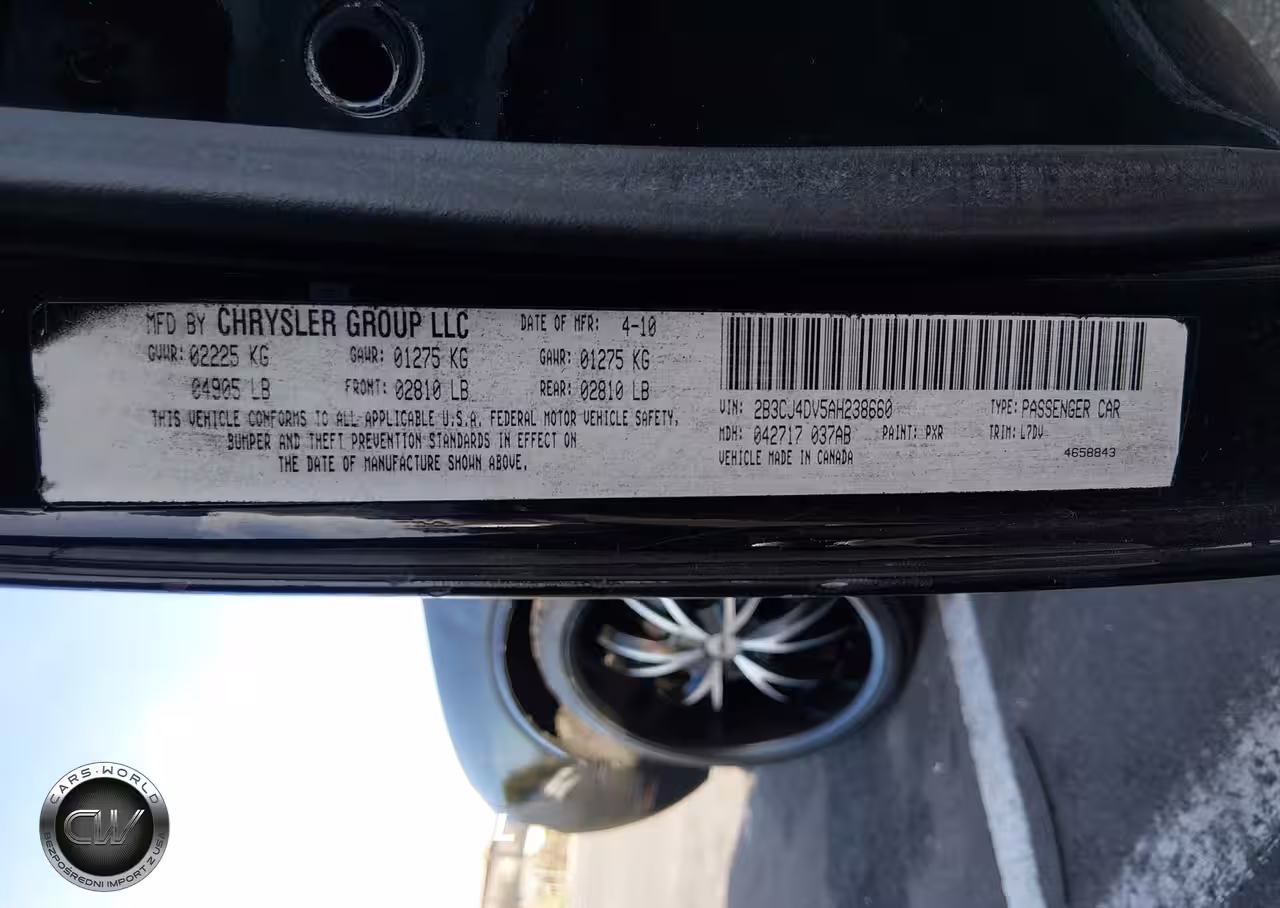 MFD BY CHRYSLER GROUP LLC DATE OF MFR: 4-10
GVWR: 02225 KG GAWR: 01275 KG GAWR: 01275 KG
04905 LB FRONT: 02810 LB REAR: 02810 LB
THIS VEHICLE CONFORMS TO ALL APPLICABLE U.S.A. FEDERAL MOTOR VEHICLE SAFETY,
BUMPER AND THEFT PREVENTION STANDARDS IN EFFECT ON
THE DATE OF MANUFACTURE SHOWN ABOVE.
VIN: 2B3CJ4DV5AH238660 TYPE: PASSENGER CAR
MDH: 042717 037AB PAINT: PXR TRIM: L7DV
VEHICLE MADE IN CANADA 4658843
CARS-WORLD
CW
BEZPOŚREDNI IMPORT Z USA